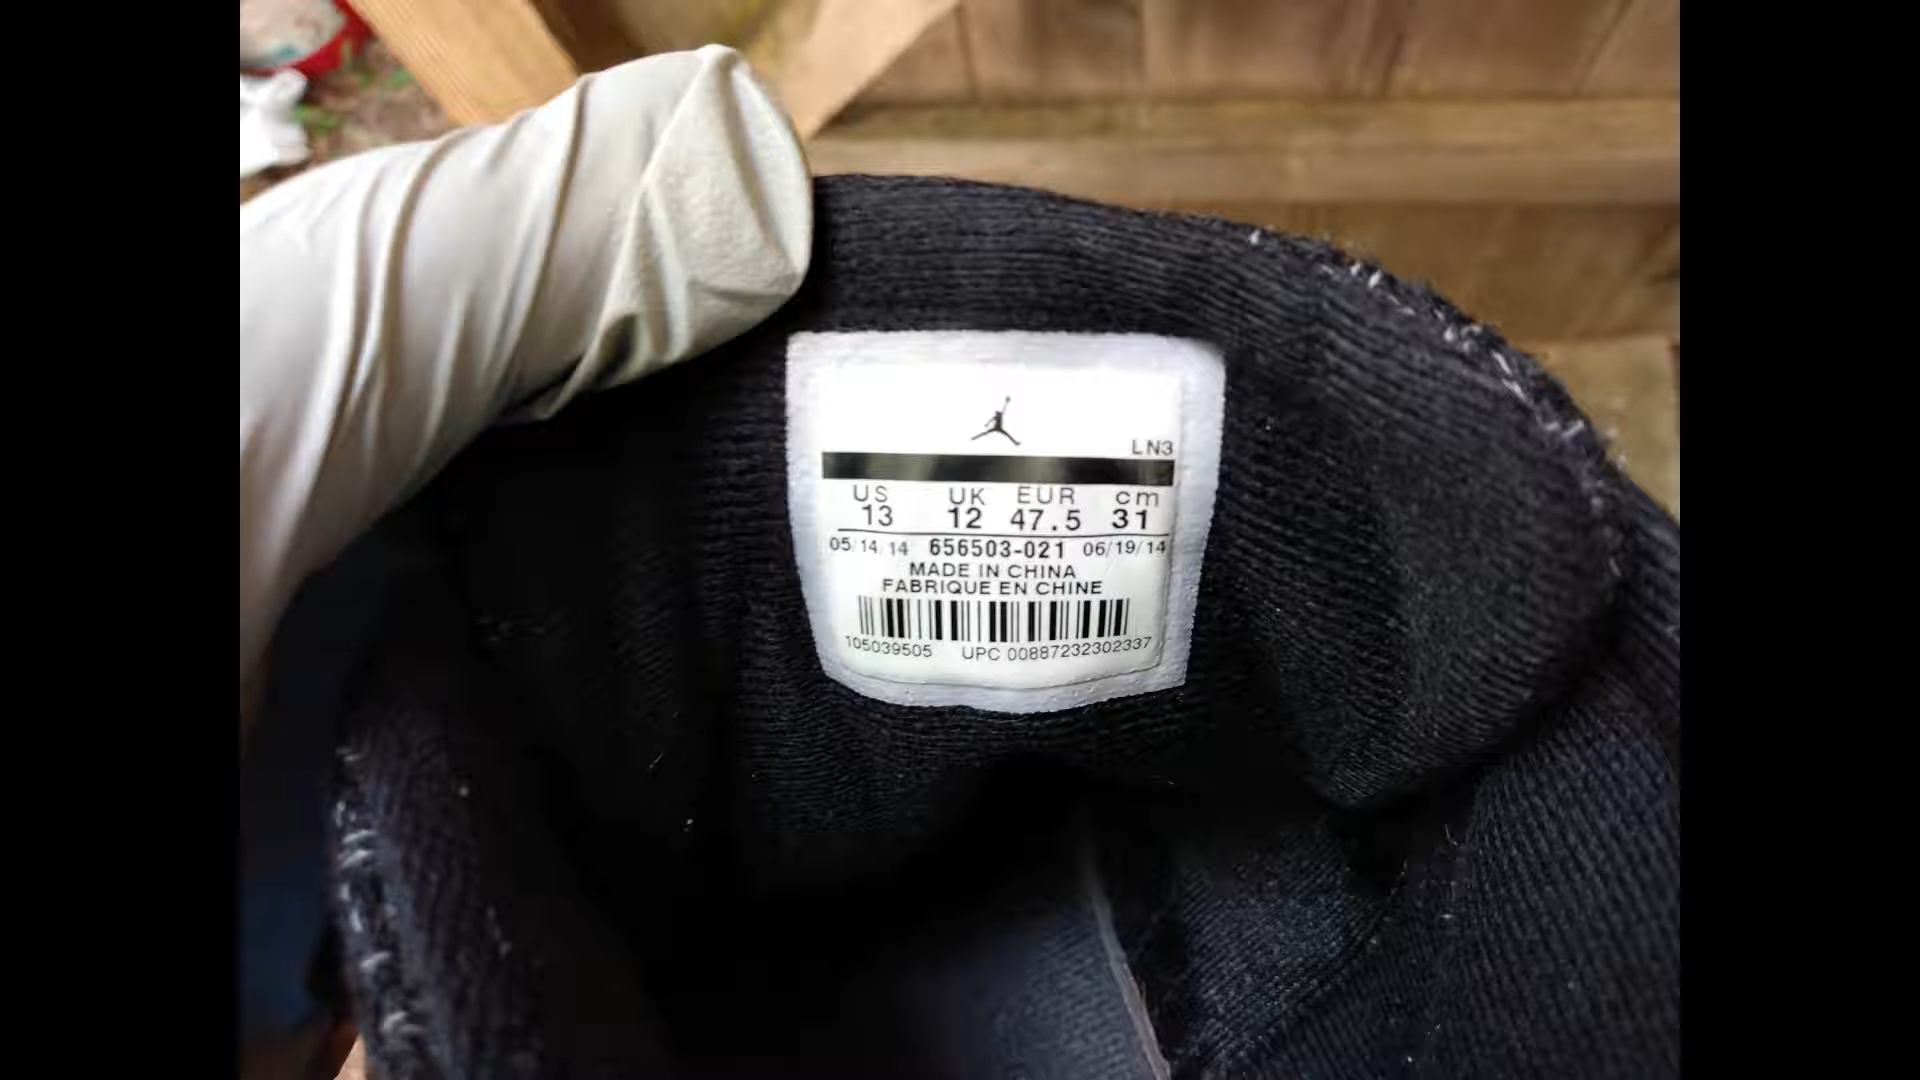 LN3
US UK EUR cm
13 12 47.5 31
05/14/14 656503-021 06/19/14
MADE IN CHINA
FABRIQUE EN CHINE
105039505 UPC 00887232302337